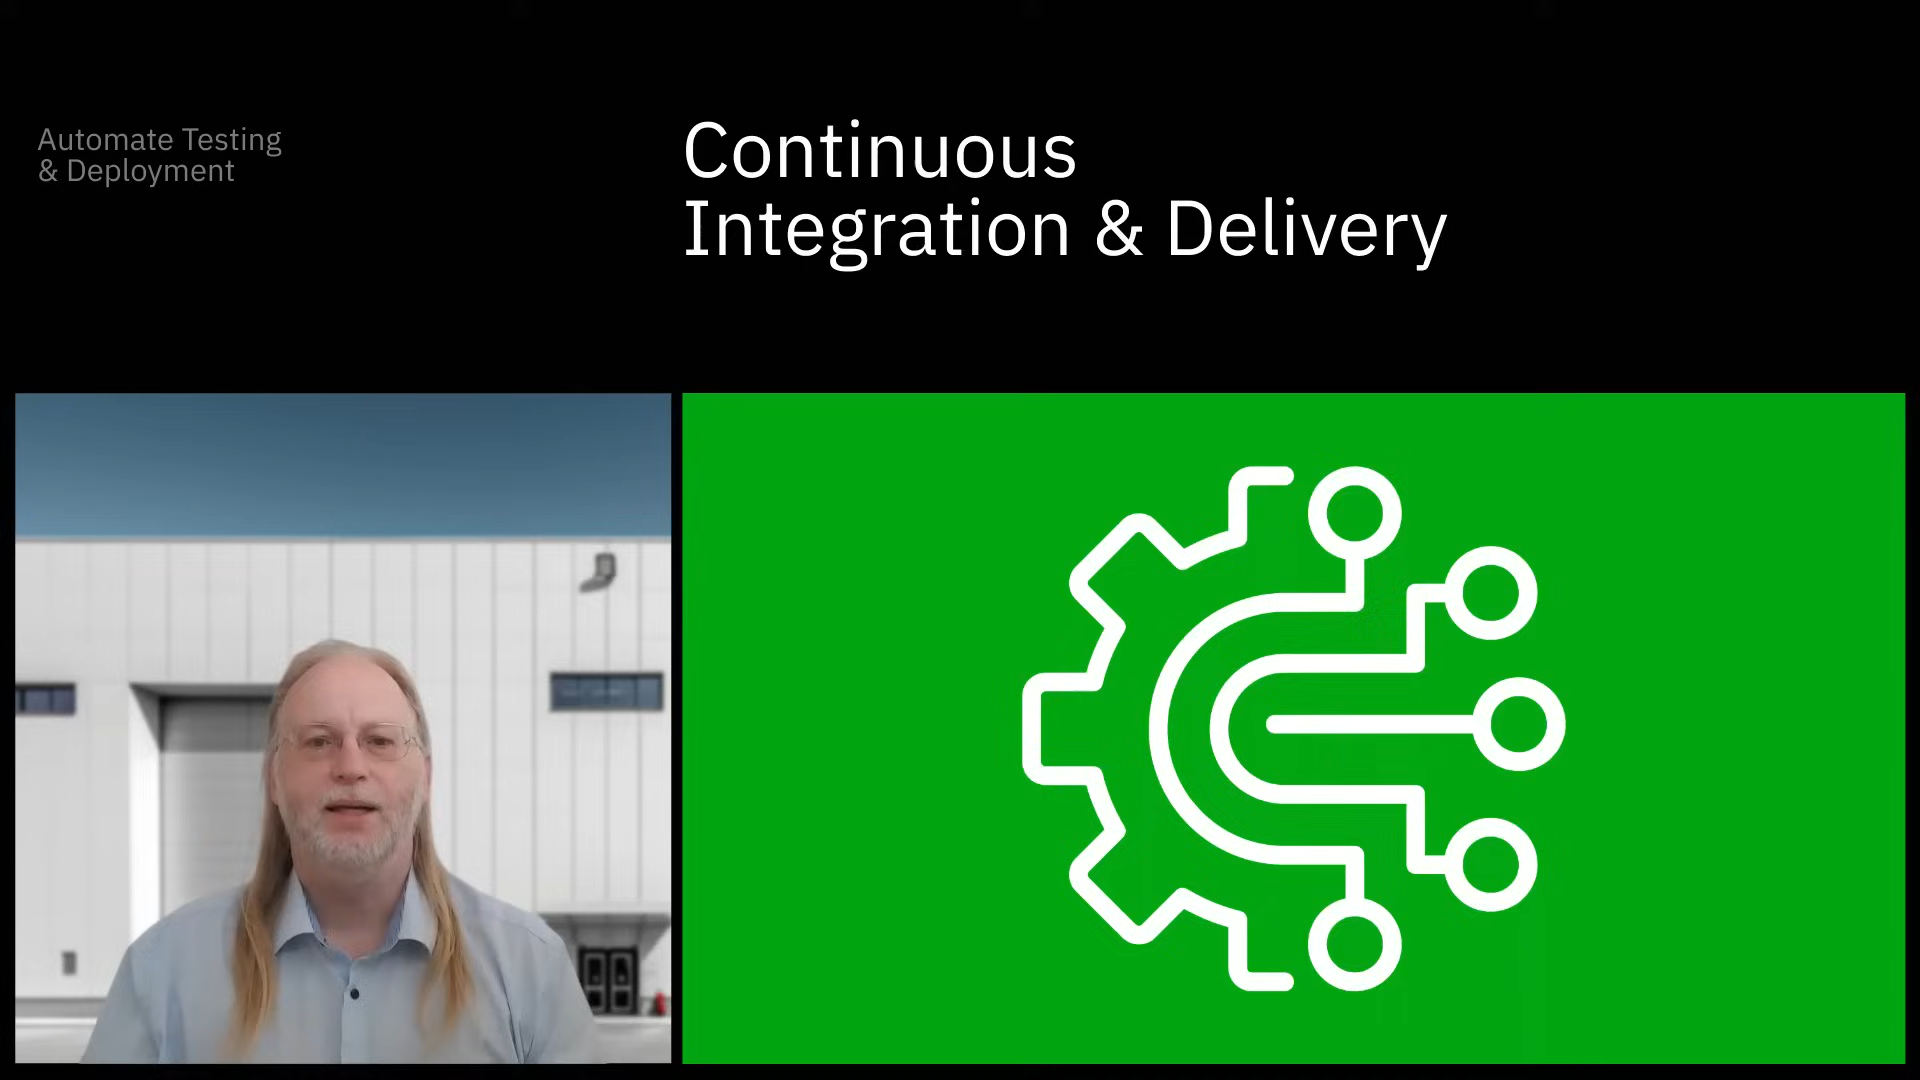 Automate Testing
& Deployment
Continuous
Integration & Delivery